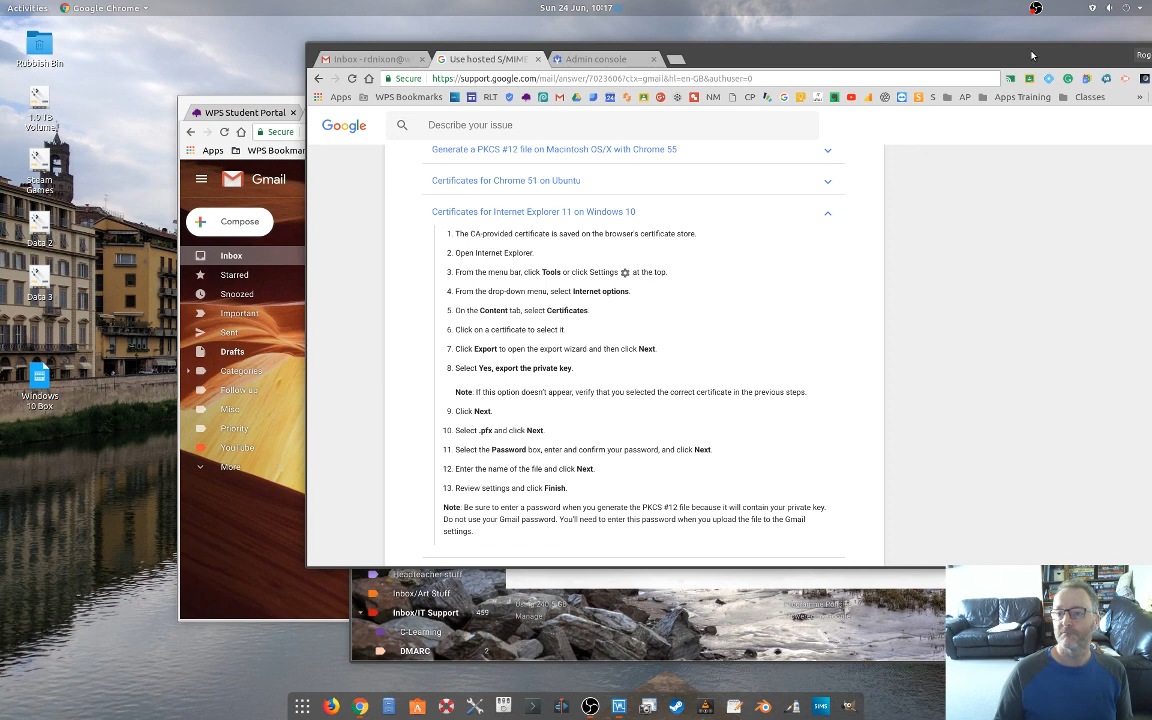 Activities
Google Chrome
Sun 24 Jun, 10:17
Rubbish Bin
1.0 TB
Volume
Steam
Games
Data 2
Data 3
Windows
10 Box
WPS Student Portal
Secure
Apps
WPS Bookmar
Gmail
Compose
Inbox
Starred
Snoozed
Important
Sent
Drafts
Categories
Follow up
Misc
Priority
YouTube
More
Inbox - rdnixon@w
Use hosted S/MIME
Admin console
Rog
Secure
https://support.google.com/mail/answer/7023606?ctx=gmail&hl=en-GB&authuser=0
Apps
WPS Bookmarks
RLT
NM
CP
S
AP
Apps Training
Classes
»
Google
Describe your issue
Generate a PKCS #12 file on Macintosh OS/X with Chrome 55
Certificates for Chrome 51 on Ubuntu
Certificates for Internet Explorer 11 on Windows 10
1. The CA-provided certificate is saved on the browser's certificate store.
2. Open Internet Explorer.
3. From the menu bar, click Tools or click Settings at the top.
4. From the drop-down menu, select Internet options.
5. On the Content tab, select Certificates.
6. Click on a certificate to select it.
7. Click Export to open the export wizard and then click Next.
8. Select Yes, export the private key.
Note: If this option doesn't appear, verify that you selected the correct certificate in the previous steps.
9. Click Next.
10. Select .pfx and click Next.
11. Select the Password box, enter and confirm your password, and click Next.
12. Enter the name of the file and click Next.
13. Review settings and click Finish.
Note: Be sure to enter a password when you generate the PKCS #12 file because it will contain your private key.
Do not use your Gmail password. You'll need to enter this password when you upload the file to the Gmail
settings.
Headteacher stuff
Inbox/Art Stuff
Inbox/IT Support 459
C-Learning
DMARC 2
Manage
SIMS